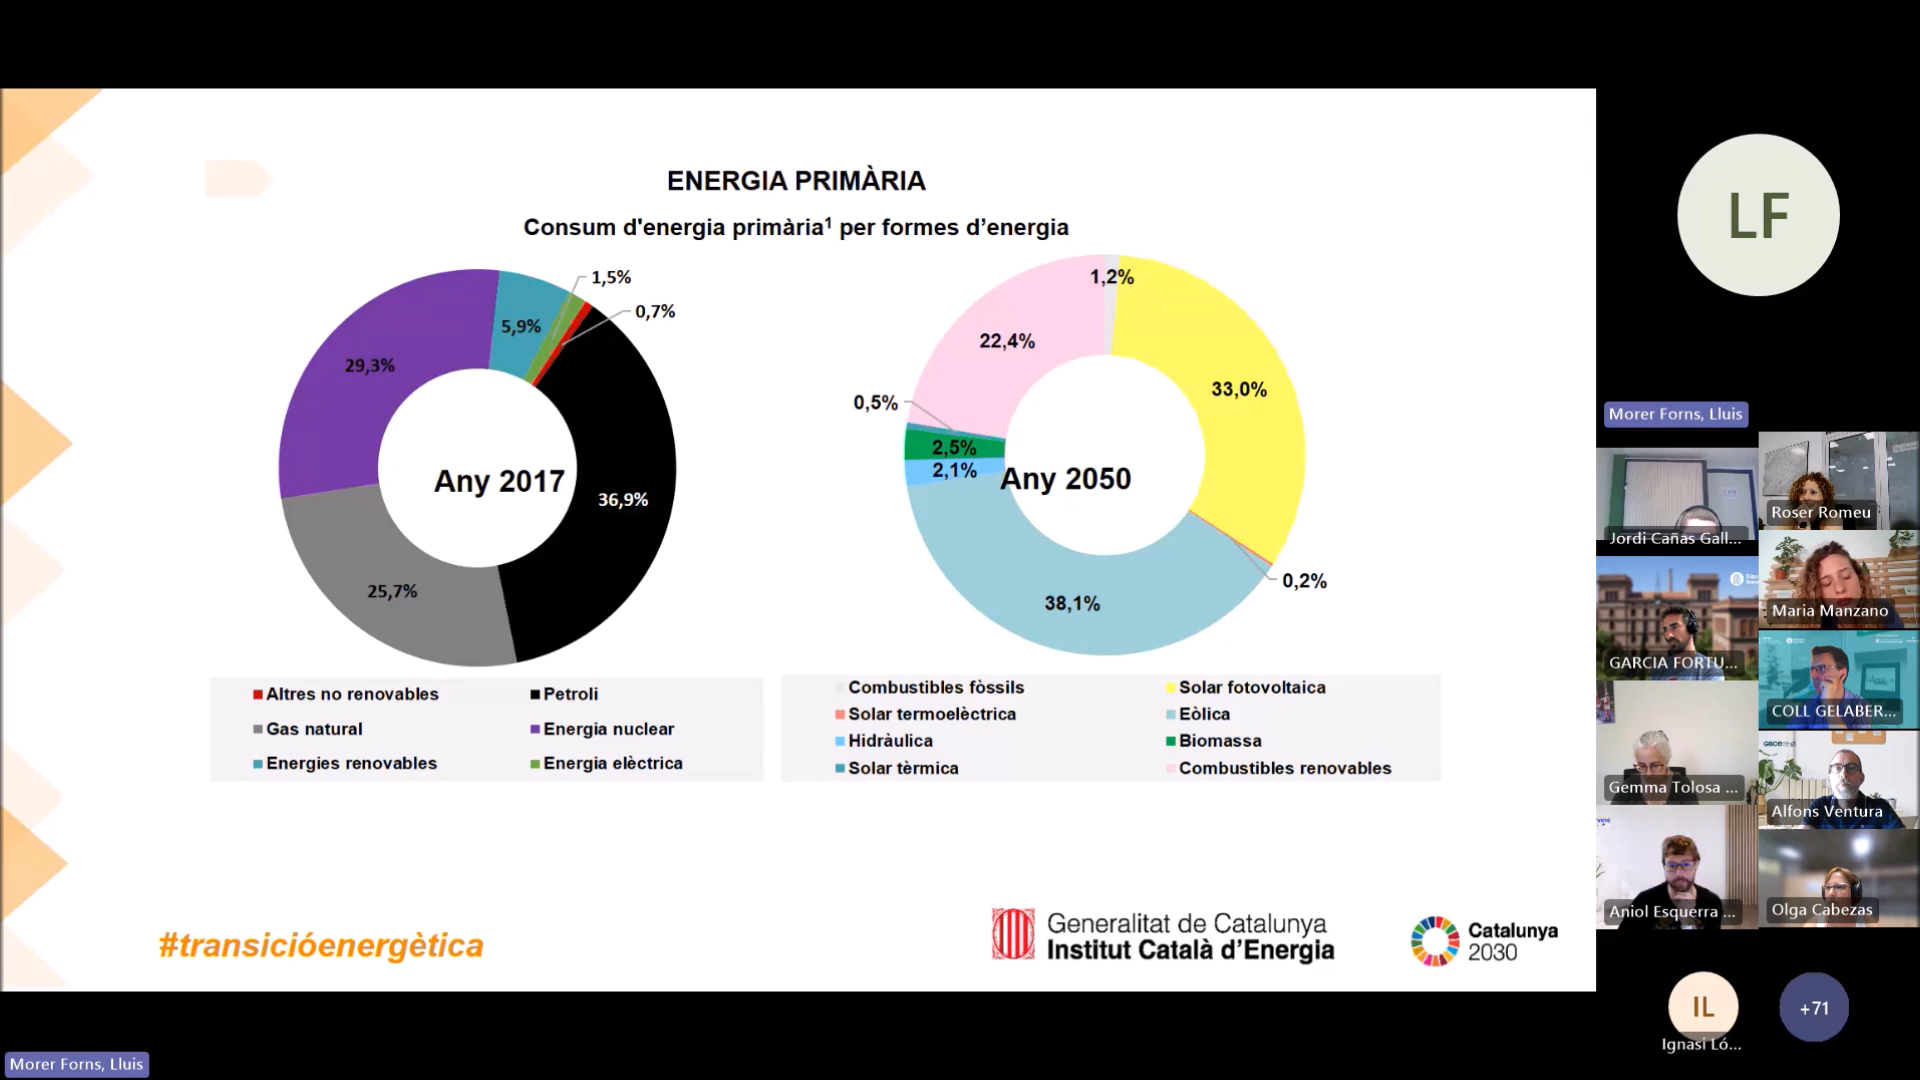 ENERGIA PRIMÀRIA
Consum d'energia primària¹ per formes d’energia
1,5%
0,7%
5,9%
29,3%
Any 2017
36,9%
25,7%
1,2%
22,4%
33,0%
0,5%
2,5%
2,1%
Any 2050
0,2%
38,1%
Altres no renovables
Petroli
Gas natural
Energia nuclear
Energies renovables
Energia elèctrica
Combustibles fòssils
Solar fotovoltaica
Solar termoelèctrica
Eòlica
Hidràulica
Biomassa
Solar tèrmica
Combustibles renovables
#transicióenergètica
Generalitat de Catalunya
Institut Català d’Energia
Catalunya
2030
LF
Morer Forns, Lluis
Jordi Cañas Gall...
Roser Romeu
GARCIA FORTU...
Maria Manzano
COLL GELABER...
Gemma Tolosa ...
Alfons Ventura
Aniol Esquerra ...
Olga Cabezas
IL
Ignasi Ló...
+71
Morer Forns, Lluis